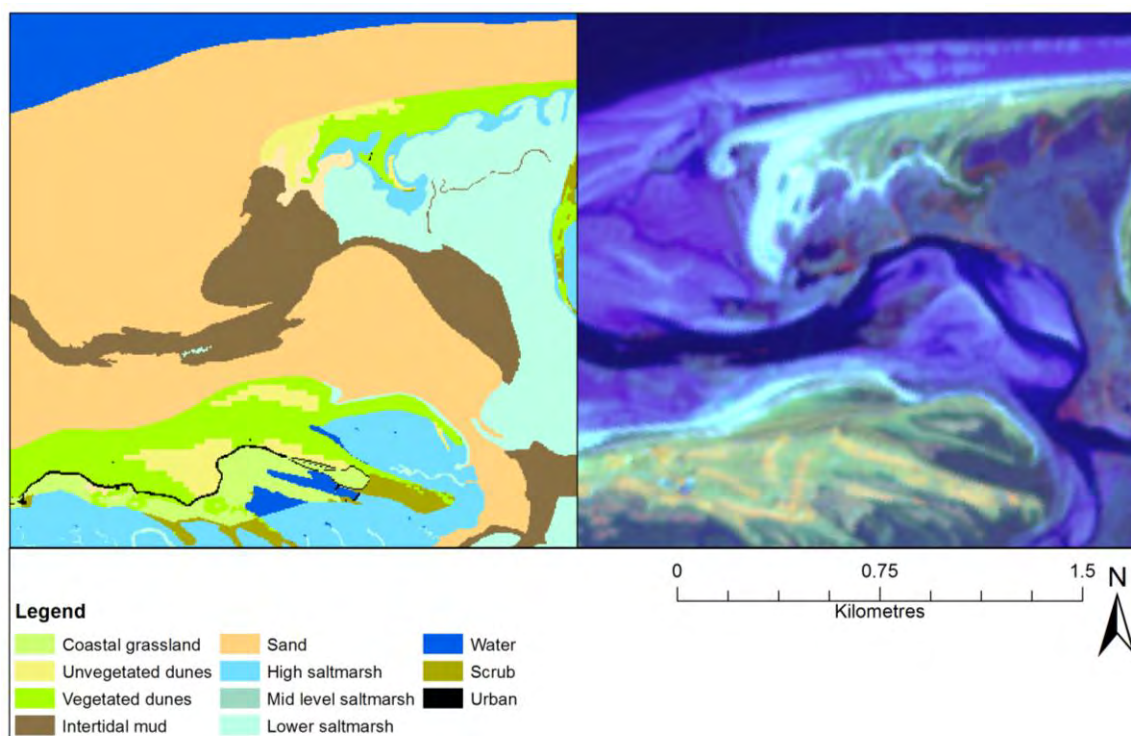 0 0.75 1.5
Kilometres
N
Legend
Coastal grassland
Unvegetated dunes
Vegetated dunes
Intertidal mud
Sand
High saltmarsh
Mid level saltmarsh
Lower saltmarsh
Water
Scrub
Urban